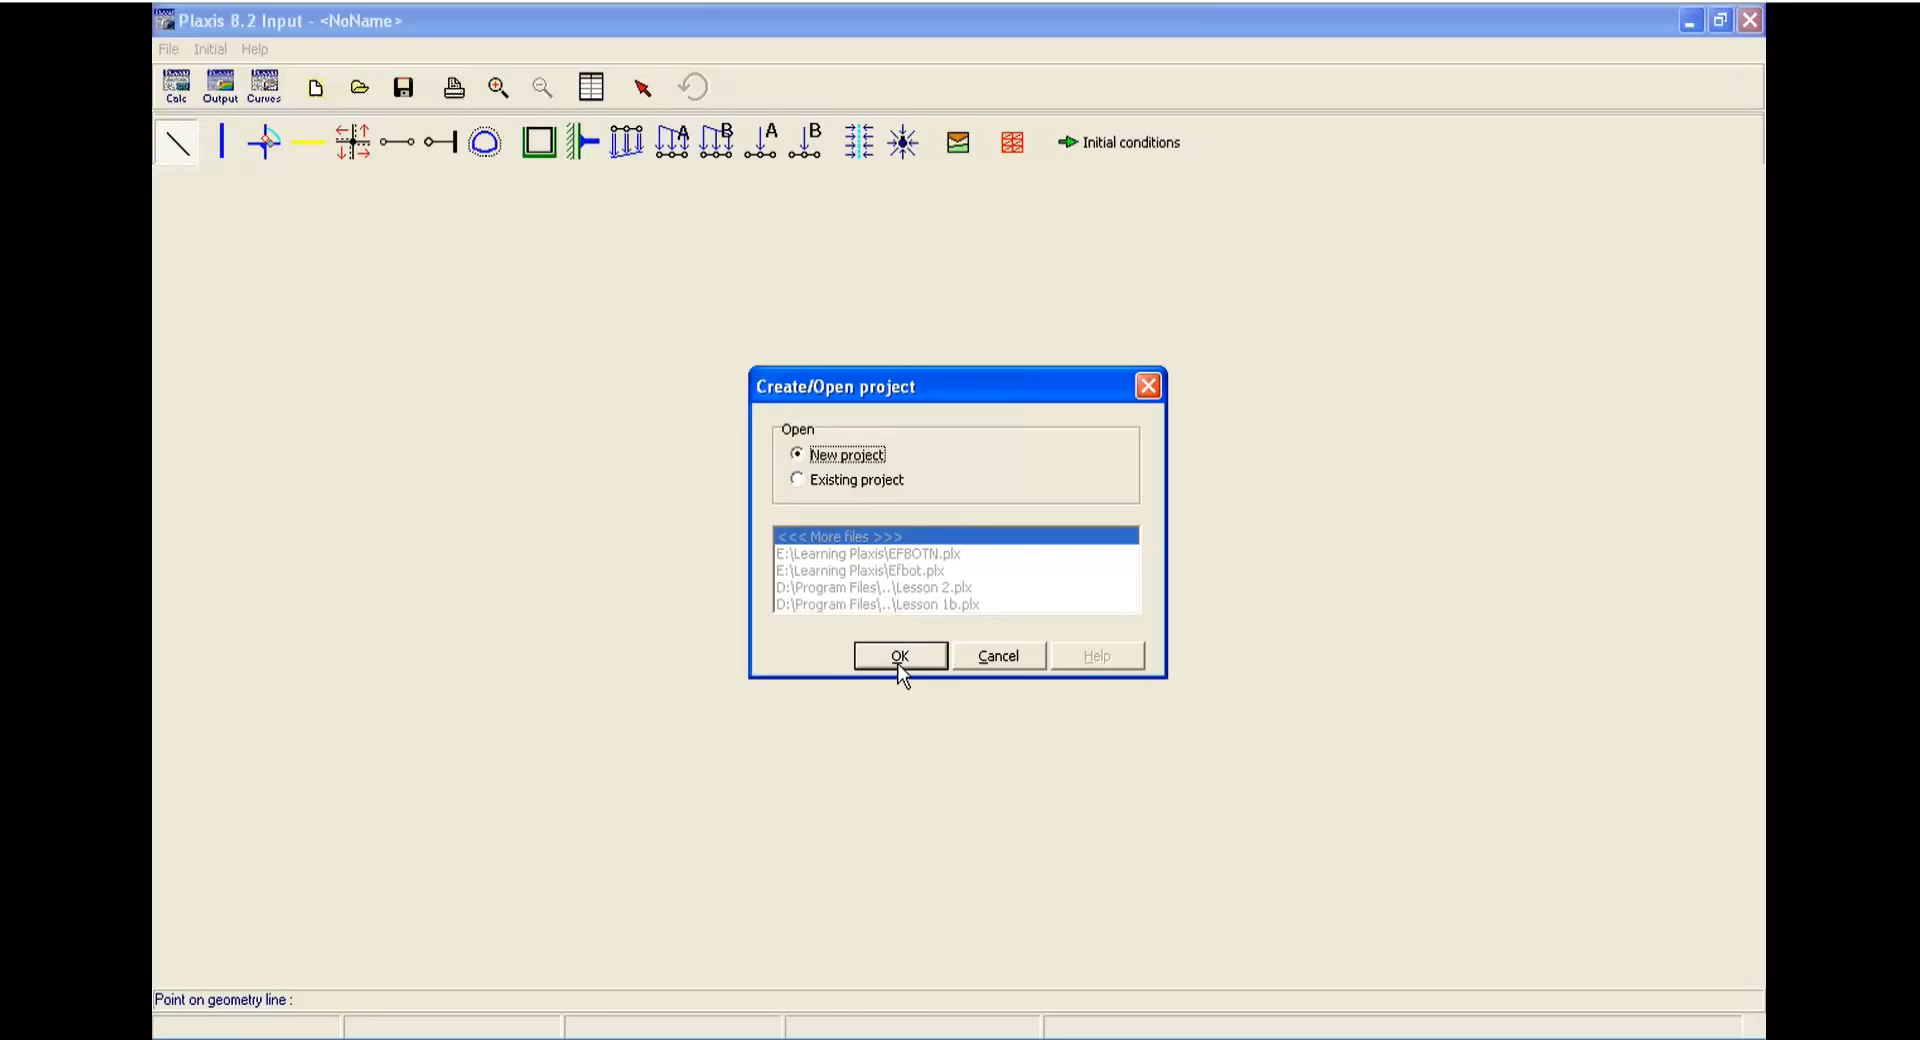 Plaxis 8.2 Input - <NoName>
File Initial Help
Calc Output Curves
A B A B Initial conditions
Create/Open project
Open
New project
Existing project
<<< More files >>>
E:\Learning Plaxis\EFBOTN.plx
E:\Learning Plaxis\Efbot.plx
D:\Program Files\..\Lesson 2.plx
D:\Program Files\..\Lesson 1b.plx
OK Cancel Help
Point on geometry line :